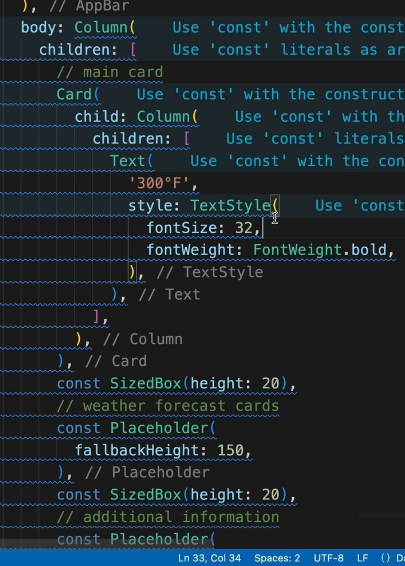 ), // AppBar
body: Column(    Use 'const' with the const
children: [    Use 'const' literals as ar
// main card
Card(    Use 'const' with the construct
child: Column(    Use 'const' with th
children: [    Use 'const' literals
Text(    Use 'const' with the con
'300°F',
style: TextStyle(    Use 'const
fontSize: 32,
fontWeight: FontWeight.bold,
), // TextStyle
), // Text
],
), // Column
), // Card
const SizedBox(height: 20),
// weather forecast cards
const Placeholder(
fallbackHeight: 150,
), // Placeholder
const SizedBox(height: 20),
// additional information
const Placeholder(
Ln 33, Col 34    Spaces: 2    UTF-8    LF    {} Da